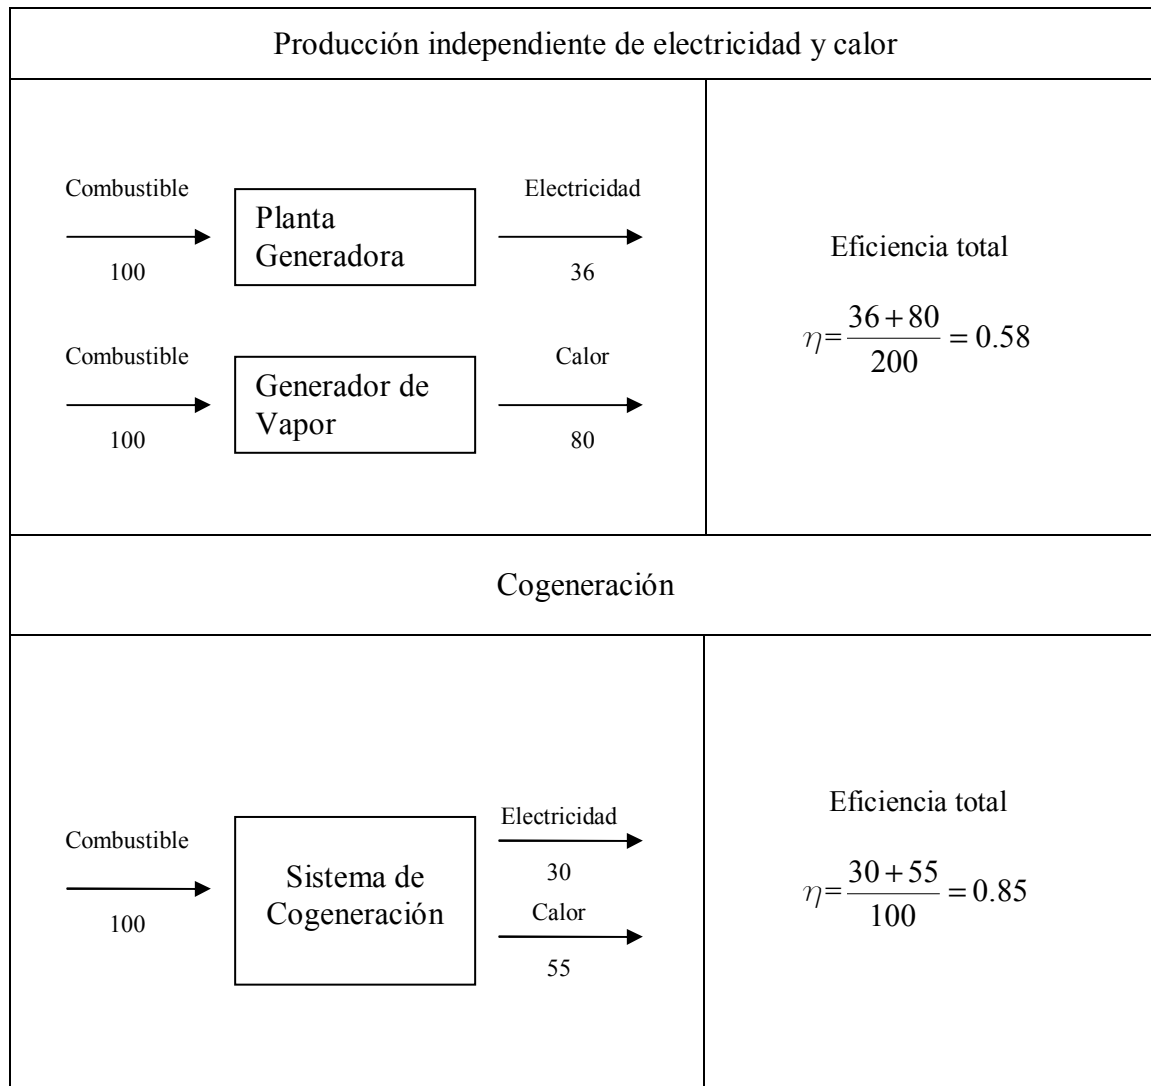 Producción independiente de electricidad y calor
Combustible
100
Planta
Generadora
Electricidad
36
Combustible
100
Generador de
Vapor
Calor
80
Eficiencia total
η = 36 + 80 / 200 = 0.58
Cogeneración
Combustible
100
Sistema de
Cogeneración
Electricidad
30
Calor
55
Eficiencia total
η = 30 + 55 / 100 = 0.85